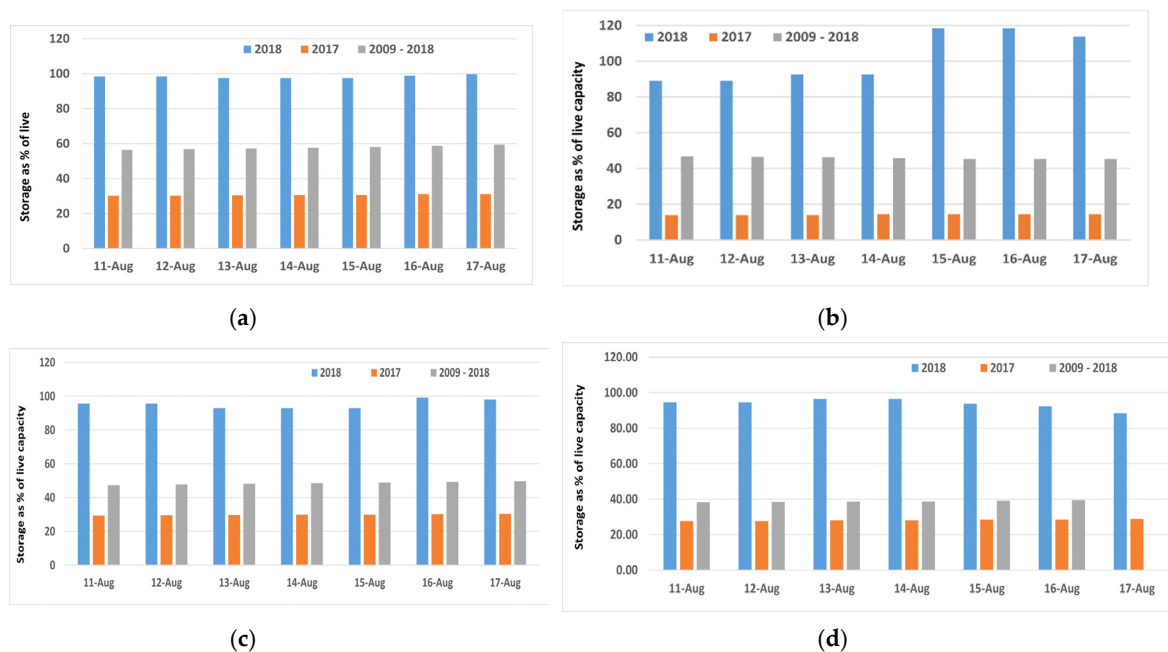 120
100
80
60
40
20
0
Storage as % of live
2018 2017 2009 - 2018
11-Aug 12-Aug 13-Aug 14-Aug 15-Aug 16-Aug 17-Aug
(a)
120
100
80
60
40
20
0
Storage as % of live capacity
2018 2017 2009 - 2018
11-Aug 12-Aug 13-Aug 14-Aug 15-Aug 16-Aug 17-Aug
(b)
120
100
80
60
40
20
0
Storage as % of live capacity
2018 2017 2009 - 2018
11-Aug 12-Aug 13-Aug 14-Aug 15-Aug 16-Aug 17-Aug
(c)
120.00
100.00
80.00
60.00
40.00
20.00
0.00
Storage as % of live capacity
2018 2017 2009 - 2018
11-Aug 12-Aug 13-Aug 14-Aug 15-Aug 16-Aug 17-Aug
(d)